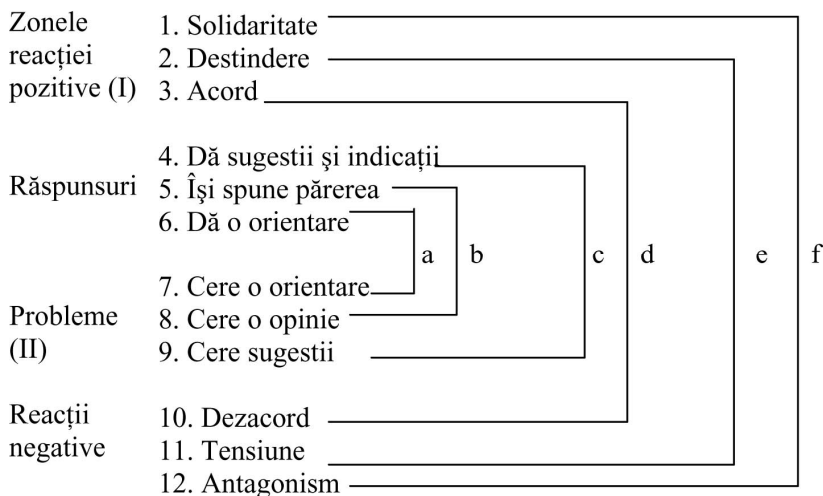 Zonele
reacției
pozitive (I)
1. Solidaritate
2. Destindere
3. Acord
Răspunsuri
4. Dă sugestii şi indicații
5. Îşi spune părerea
6. Dă o orientare
Probleme
(II)
7. Cere o orientare
8. Cere o opinie
9. Cere sugestii
Reacții
negative
10. Dezacord
11. Tensiune
12. Antagonism
a b c d e f